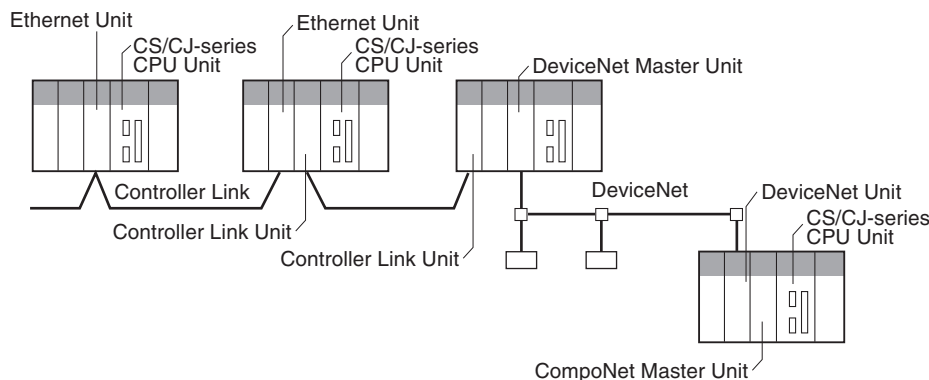 Ethernet Unit
CS/CJ-series
CPU Unit
Ethernet Unit
CS/CJ-series
CPU Unit
DeviceNet Master Unit
Controller Link
Controller Link Unit
Controller Link Unit
DeviceNet
DeviceNet Unit
CS/CJ-series
CPU Unit
CompoNet Master Unit